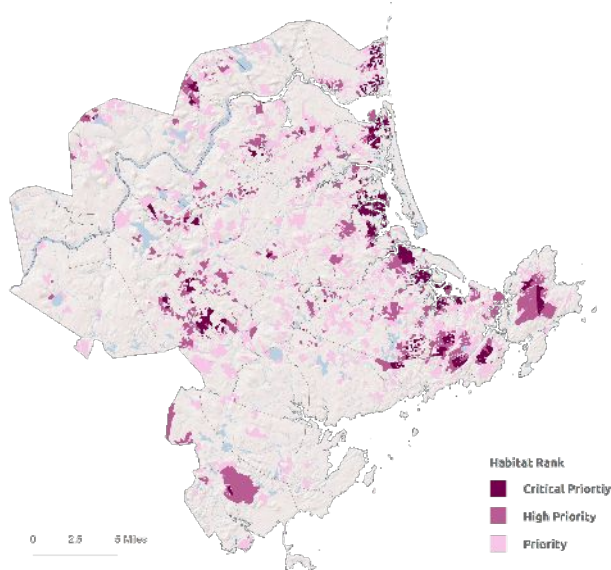 Habitat Rank
Critical Priortiy
High Priority
Priority
0 2.5 5 Miles